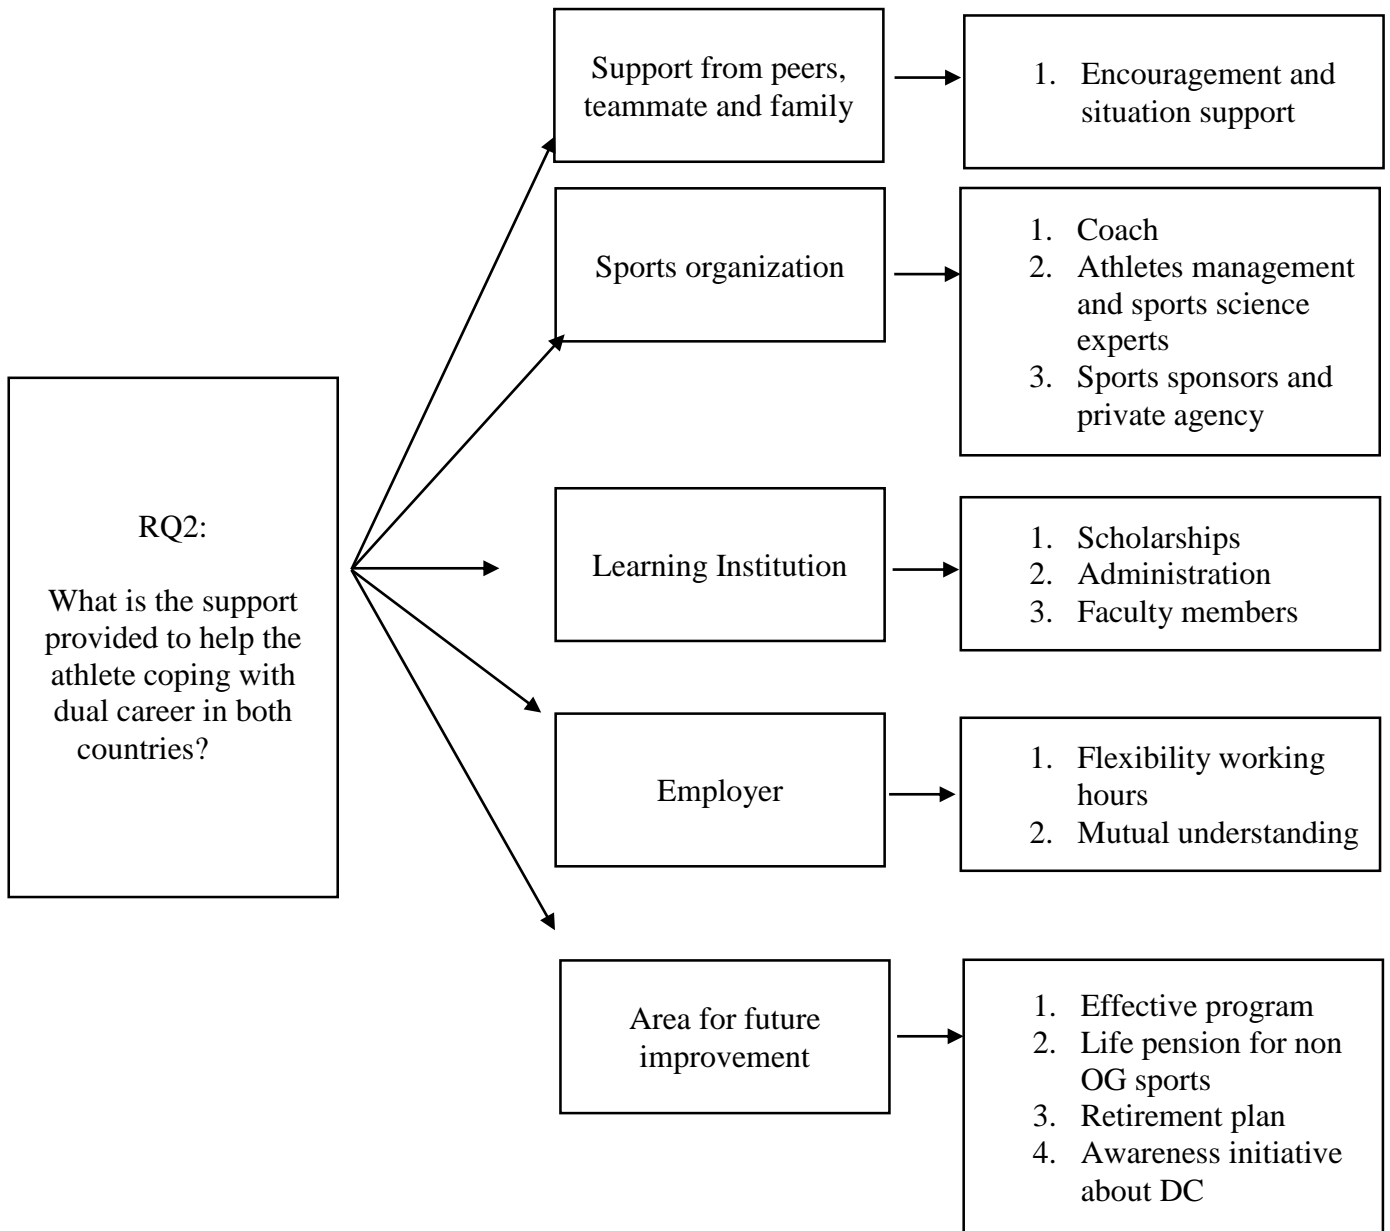 RQ2:
What is the support
provided to help the
athlete coping with
dual career in both
countries?
Support from peers,
teammate and family
1. Encouragement and
situation support
Sports organization
1. Coach
2. Athletes management
and sports science
experts
3. Sports sponsors and
private agency
Learning Institution
1. Scholarships
2. Administration
3. Faculty members
Employer
1. Flexibility working
hours
2. Mutual understanding
Area for future
improvement
1. Effective program
2. Life pension for non
OG sports
3. Retirement plan
4. Awareness initiative
about DC